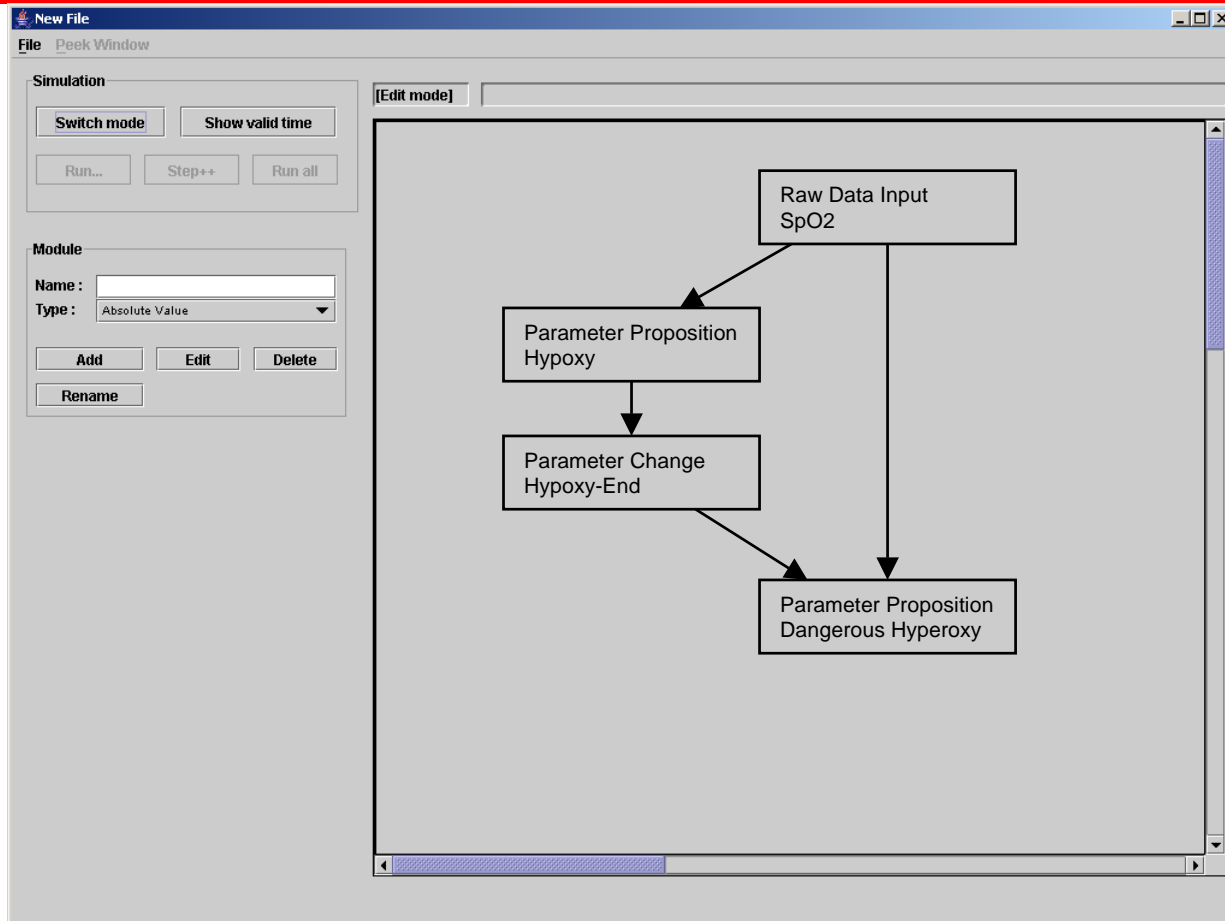 New File
File Peek Window
Simulation
Switch mode Show valid time
Run... Step++ Run all
Module
Name :
Type : Absolute Value
Add Edit Delete
Rename
[Edit mode]
Raw Data Input
SpO2
Parameter Proposition
Hypoxy
Parameter Change
Hypoxy-End
Parameter Proposition
Dangerous Hyperoxy